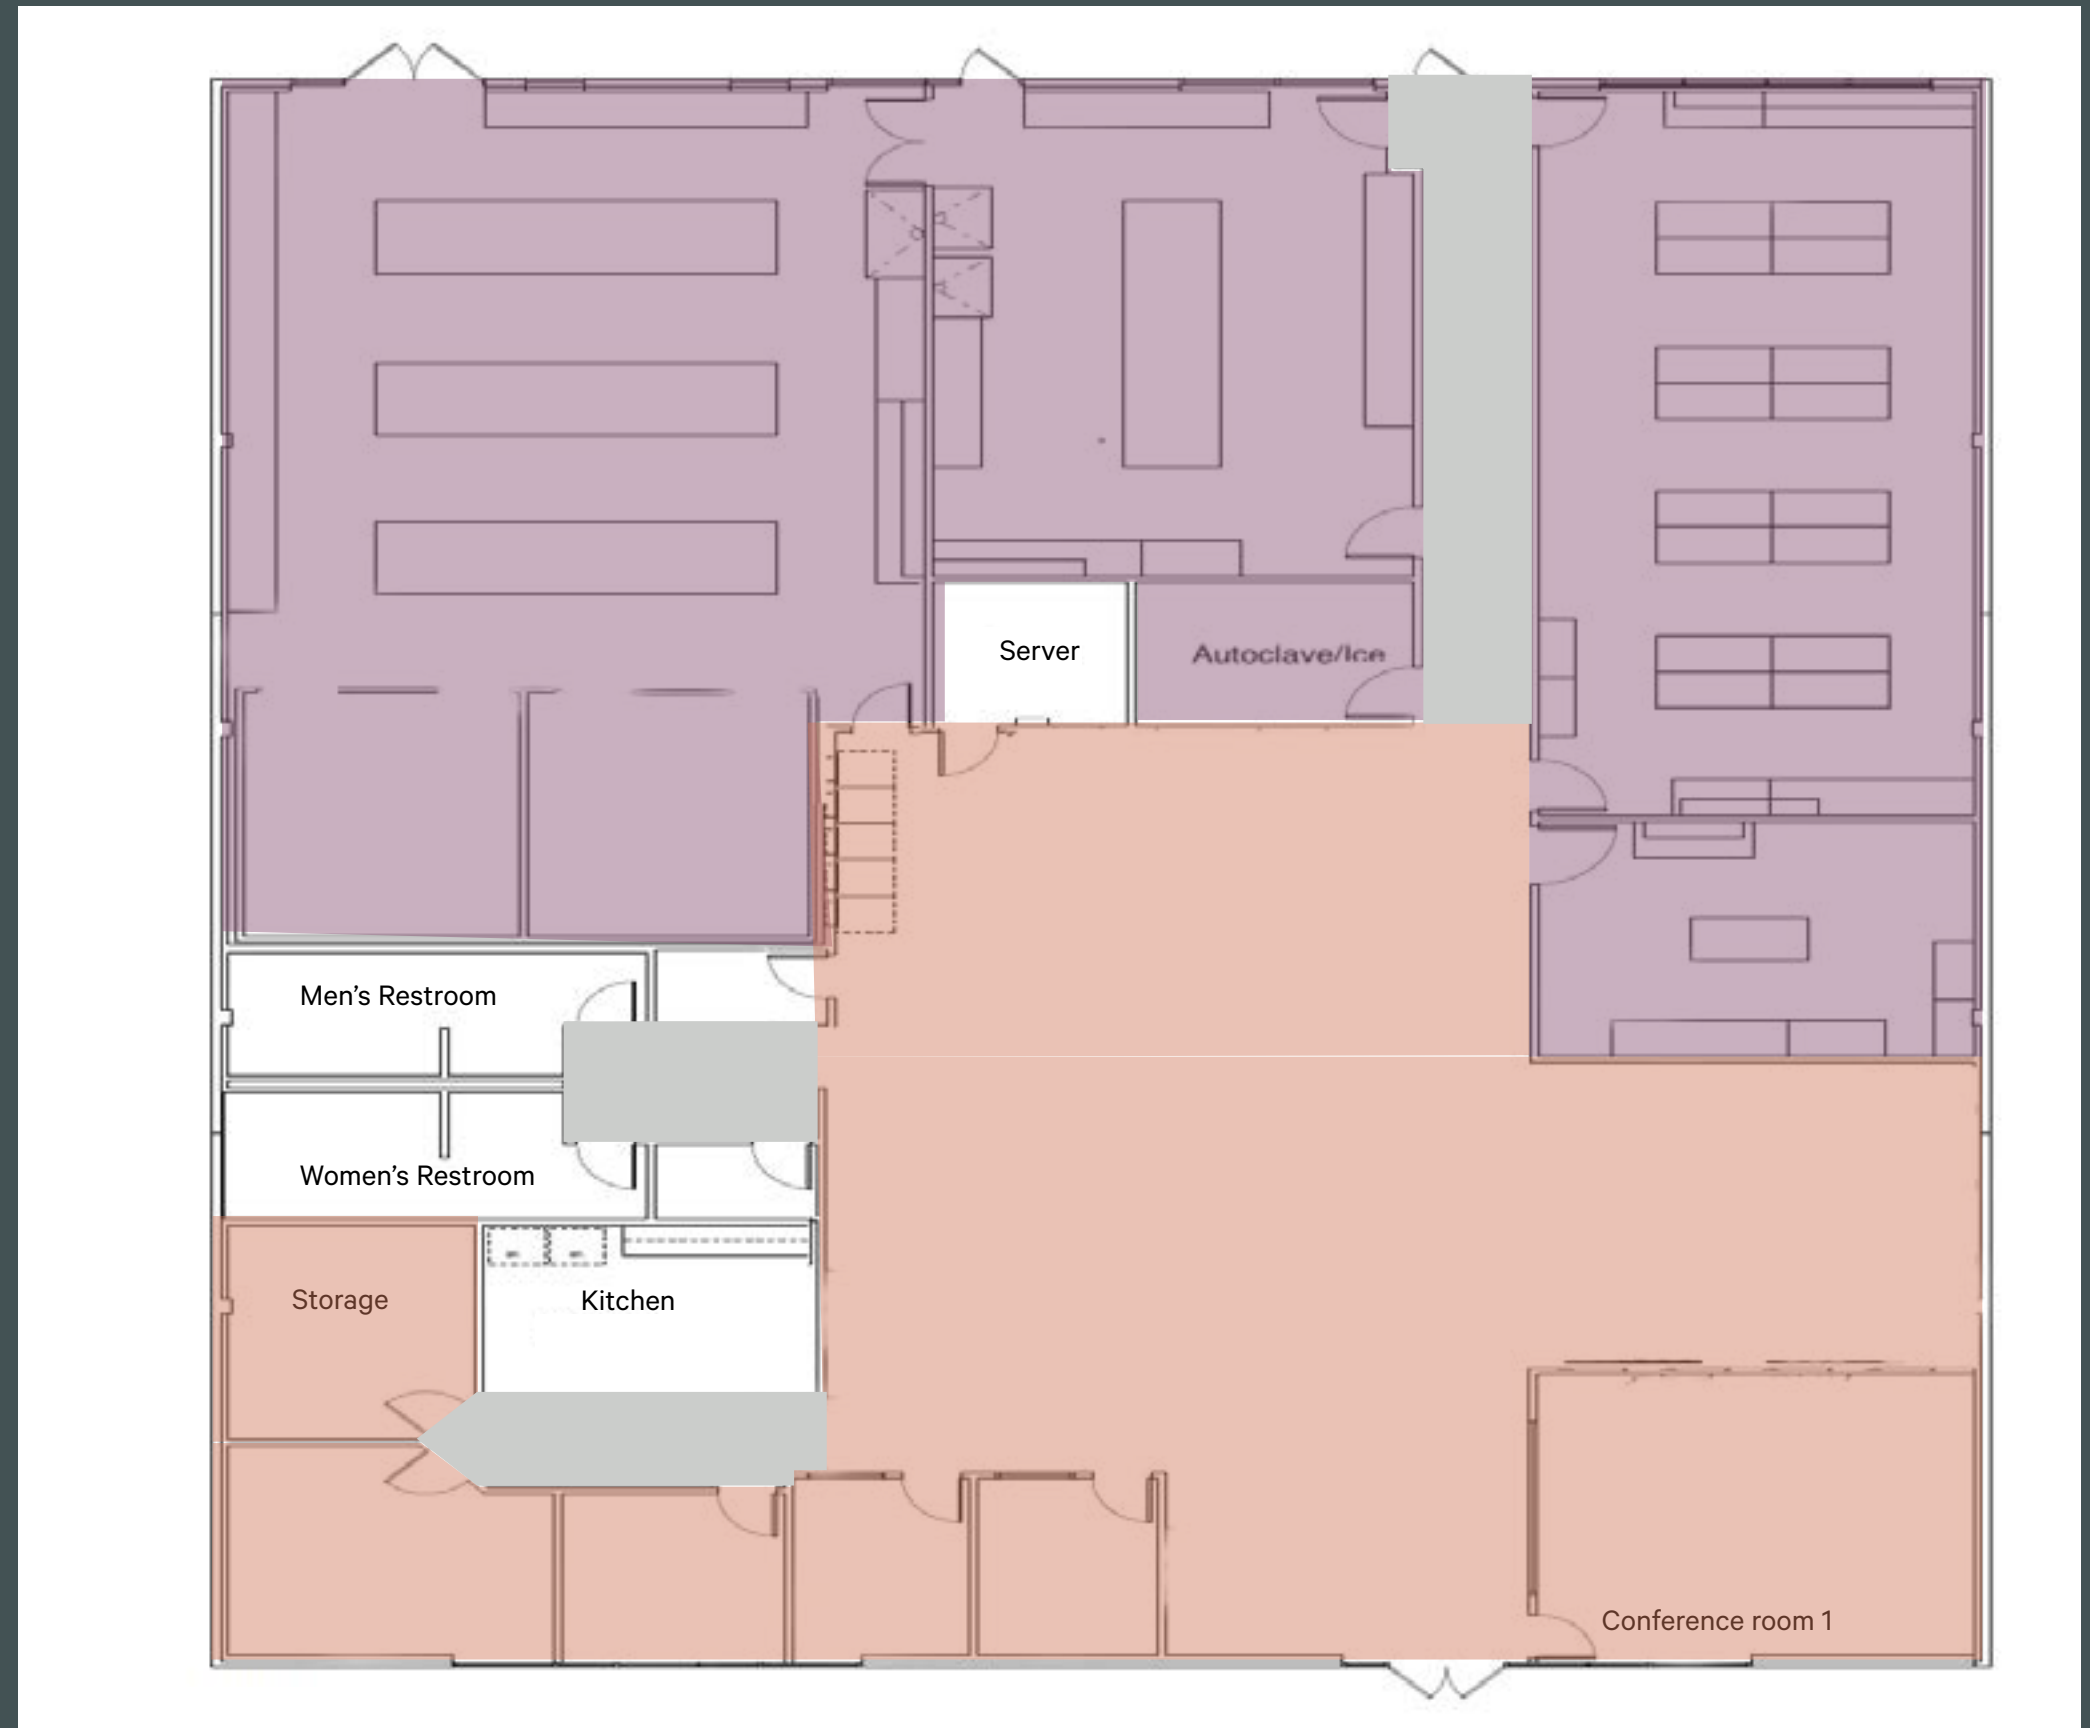 Server
Autoclave/Ice
Men’s Restroom
Women’s Restroom
Storage
Kitchen
Conference room 1